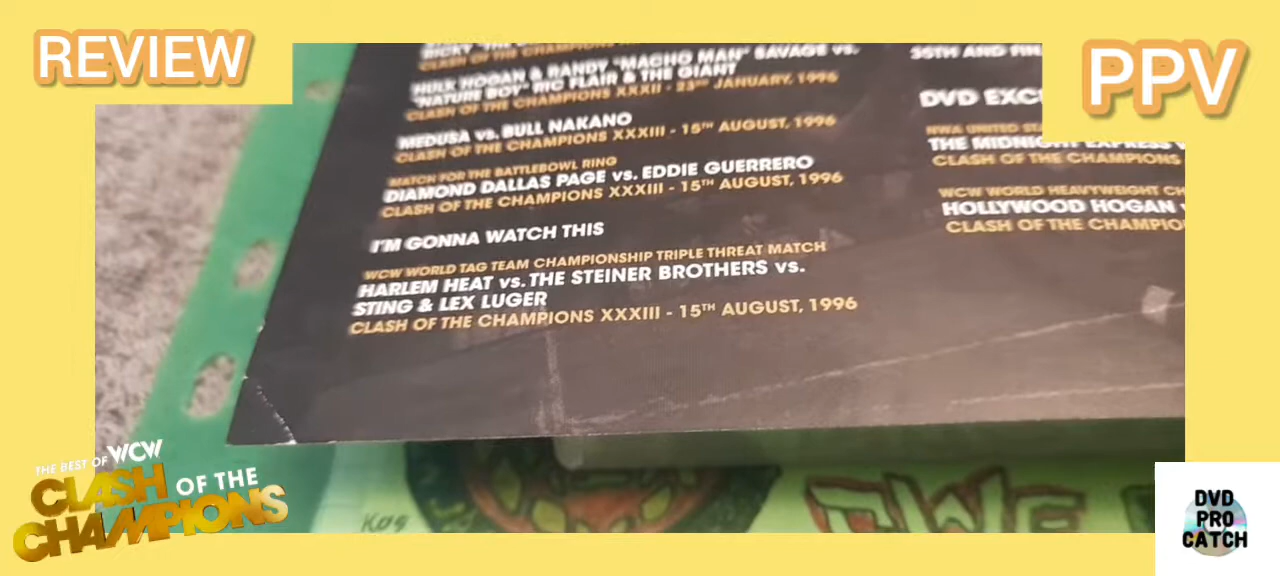 REVIEW
PPV
CLASH OF THE CHAMPIONS
HULK HOGAN & RANDY "MACHO MAN" SAVAGE vs.
"NATURE BOY" RIC FLAIR & THE GIANT
CLASH OF THE CHAMPIONS XXXII - 23RD JANUARY, 1996
MEDUSA vs. BULL NAKANO
CLASH OF THE CHAMPIONS XXXIII - 15TH AUGUST, 1996
MATCH FOR THE BATTLEBOWL RING
DIAMOND DALLAS PAGE vs. EDDIE GUERRERO
CLASH OF THE CHAMPIONS XXXIII - 15TH AUGUST, 1996
I'M GONNA WATCH THIS
WCW WORLD TAG TEAM CHAMPIONSHIP TRIPLE THREAT MATCH
HARLEM HEAT vs. THE STEINER BROTHERS vs.
STING & LEX LUGER
CLASH OF THE CHAMPIONS XXXIII - 15TH AUGUST, 1996
35TH AND FIN
DVD EXC
NWA UNITED STA
THE MIDNIGHT EXPRESS
CLASH OF THE CHAMPIONS
WCW WORLD HEAVYWEIGHT CH
HOLLYWOOD HOGAN
CLASH OF THE CHAMPIO
THE BEST OF WCW
CLASH OF THE
CHAMPIONS
DVD
PRO
CATCH